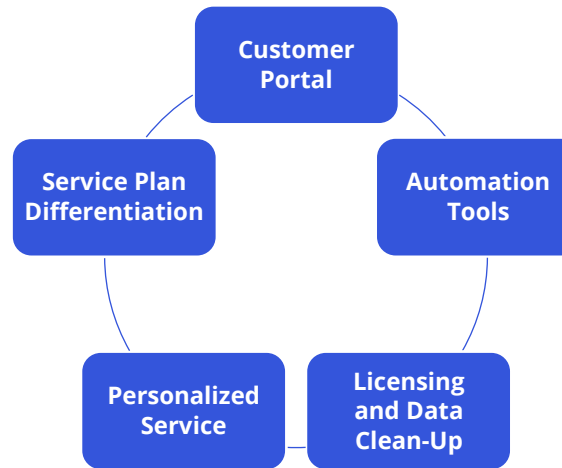 Customer
Portal
Service Plan
Differentiation
Automation
Tools
Personalized
Service
Licensing
and Data
Clean-Up